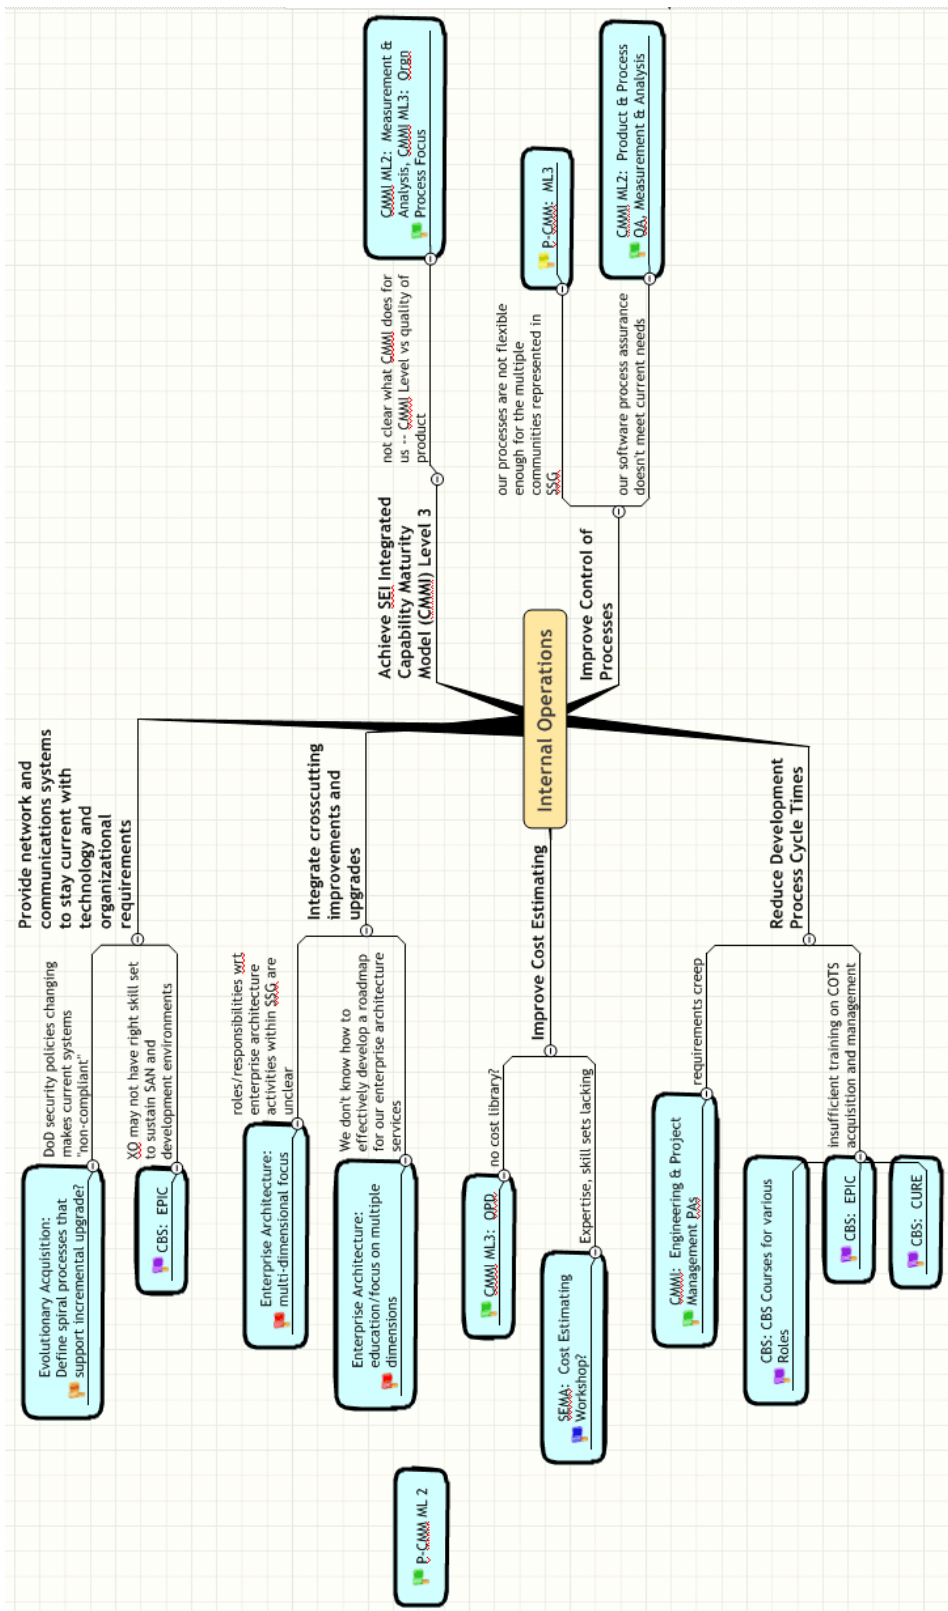 Provide network and
communications systems
to stay current with
technology and
organizational
requirements
DoD security policies changing
makes current systems
"non-compliant"
Evolutionary Acquisition:
Define spiral processes that
support incremental upgrade?
XO may not have right skill set
to sustain SAN and
development environments
CBS: EPIC
Integrate crosscutting
improvements and
upgrades
roles/responsibilities wrt
enterprise architecture
activities within SSG are
unclear
Enterprise Architecture:
multi-dimensional focus
We don't know how to
effectively develop a roadmap
for our enterprise architecture
services
Enterprise Architecture:
education/focus on multiple
dimensions
P-CMM ML 2
Improve Cost Estimating
no cost library?
CMMI ML3: OPD
Expertise, skill sets lacking
SEMA: Cost Estimating
Workshop?
Reduce Development
Process Cycle Times
requirements creep
CMMI: Engineering & Project
Management PAs
insufficient training on COTS
acquisition and management
CBS: CBS Courses for various
Roles
CBS: EPIC
CBS: CURE
Internal Operations
Achieve SEI Integrated
Capability Maturity
Model (CMMI) Level 3
not clear what CMMI does for
us -- CMMI Level vs quality of
product
CMMI ML2: Measurement &
Analysis, CMMI ML3: Orgn
Process Focus
Improve Control of
Processes
our processes are not flexible
enough for the multiple
communities represented in
SSG
P-CMM: ML3
our software process assurance
doesn't meet current needs
CMMI ML2: Product & Process
QA, Measurement & Analysis